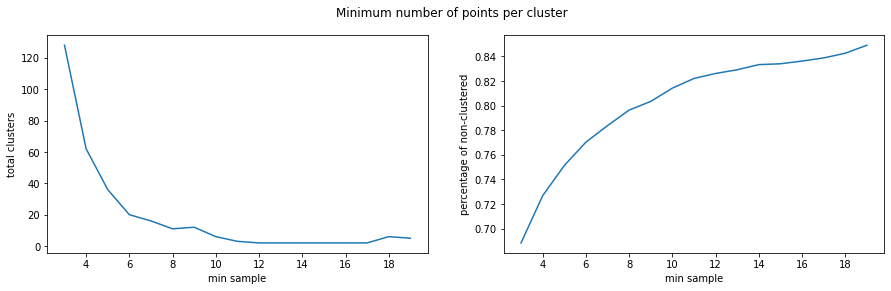 Minimum number of points per cluster
total clusters
120
100
80
60
40
20
0
4 6 8 10 12 14 16 18
min sample
percentage of non-clustered
0.84
0.82
0.80
0.78
0.76
0.74
0.72
0.70
4 6 8 10 12 14 16 18
min sample